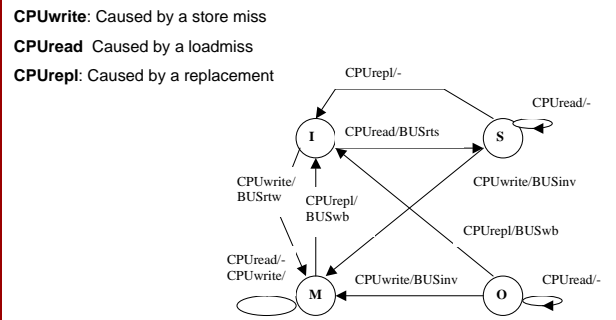 CPUwrite: Caused by a store miss
CPUread Caused by a loadmiss
CPUrepl: Caused by a replacement
CPUrepl/-
CPUread/-
I
CPUread/BUSrts
S
CPUwrite/
BUSrtw
CPUrepl/
BUSwb
CPUwrite/BUSinv
CPUrepl/BUSwb
CPUread/-
CPUwrite/
M
CPUwrite/BUSinv
O
CPUread/-